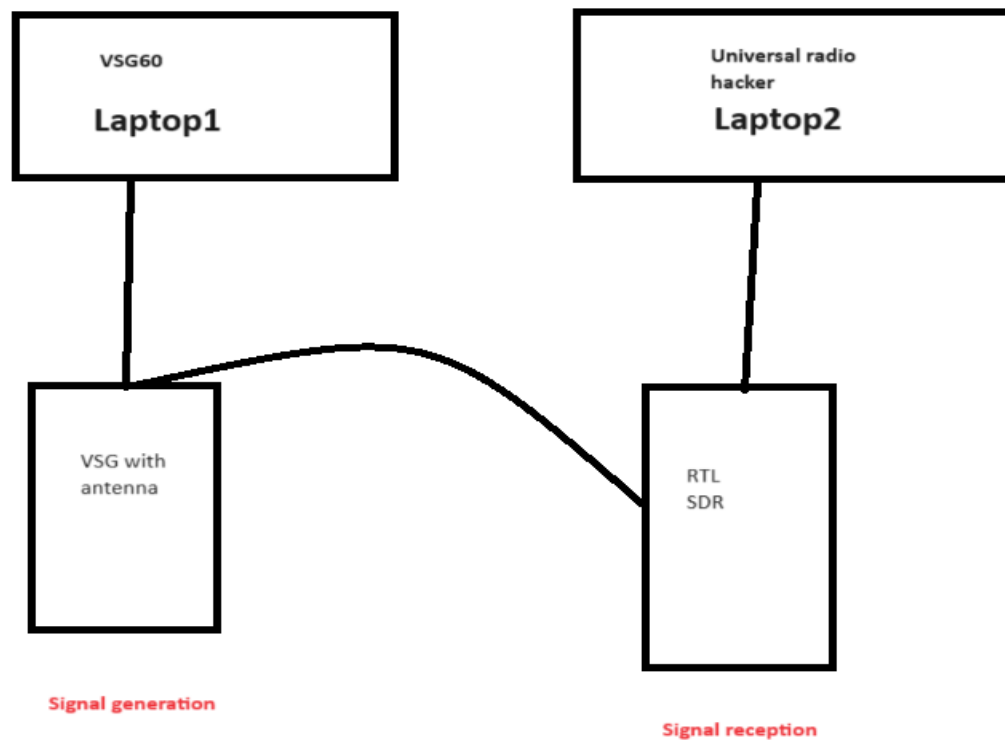 VSG60
Laptop1
Universal radio
hacker
Laptop2
VSG with
antenna
RTL
SDR
Signal generation
Signal reception